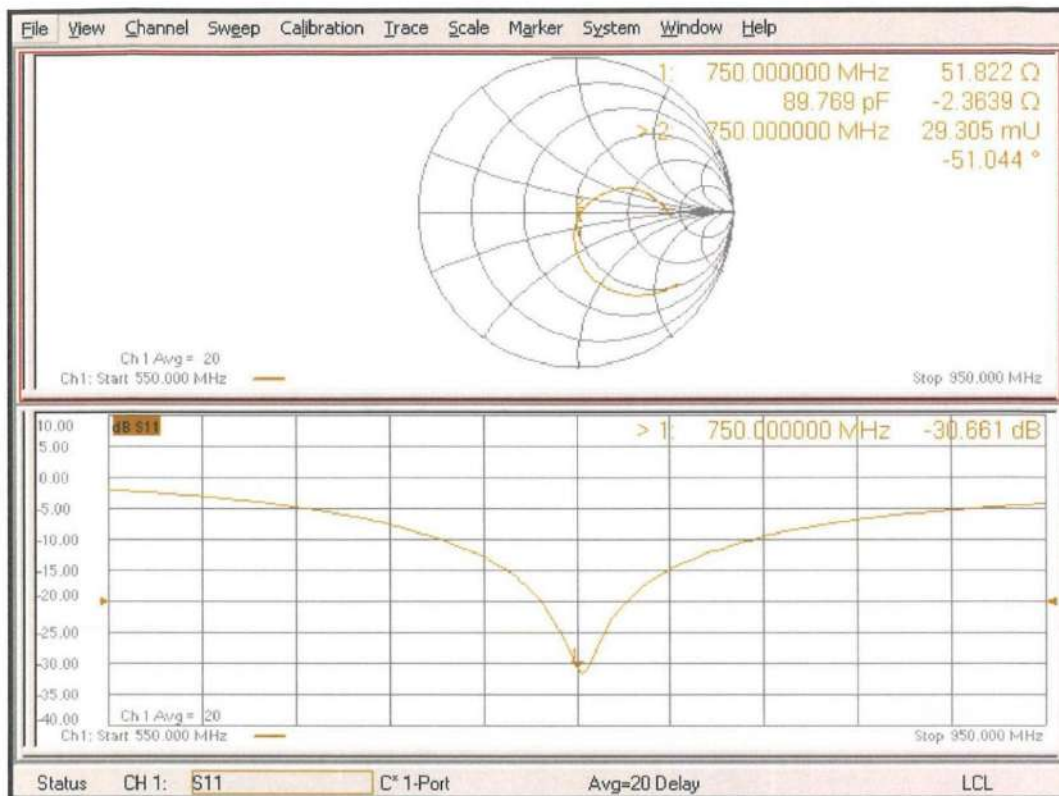 File View Channel Sweep Calibration Trace Scale Marker System Window Help
1: 750.000000 MHz 51.822 Ω
89.769 pF -2.3639 Ω
> 2: 750.000000 MHz 29.305 mU
-51.044 °
Ch 1 Avg = 20
Ch1: Start 550.000 MHz
Stop 950.000 MHz
dB S11
> 1: 750.000000 MHz -30.661 dB
10.00
5.00
0.00
-5.00
-10.00
-15.00
-20.00
-25.00
-30.00
-35.00
-40.00
Ch 1 Avg = 20
Ch1: Start 550.000 MHz
Stop 950.000 MHz
Status CH 1: S11 C* 1-Port Avg=20 Delay LCL